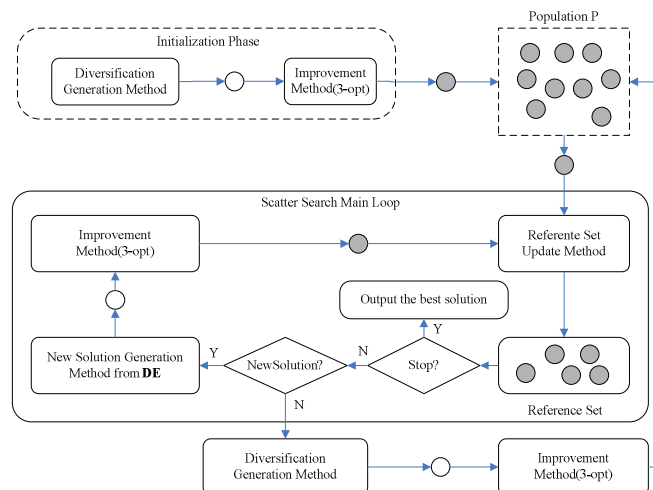 Population P
Initialization Phase
Diversification
Generation Method
Improvement
Method(3-opt)
Scatter Search Main Loop
Improvement
Method(3-opt)
Referente Set
Update Method
Output the best solution
Y
New Solution Generation
Method from DE
Y
NewSolution?
N
Stop?
N
Reference Set
Diversification
Generation Method
Improvement
Method(3-opt)